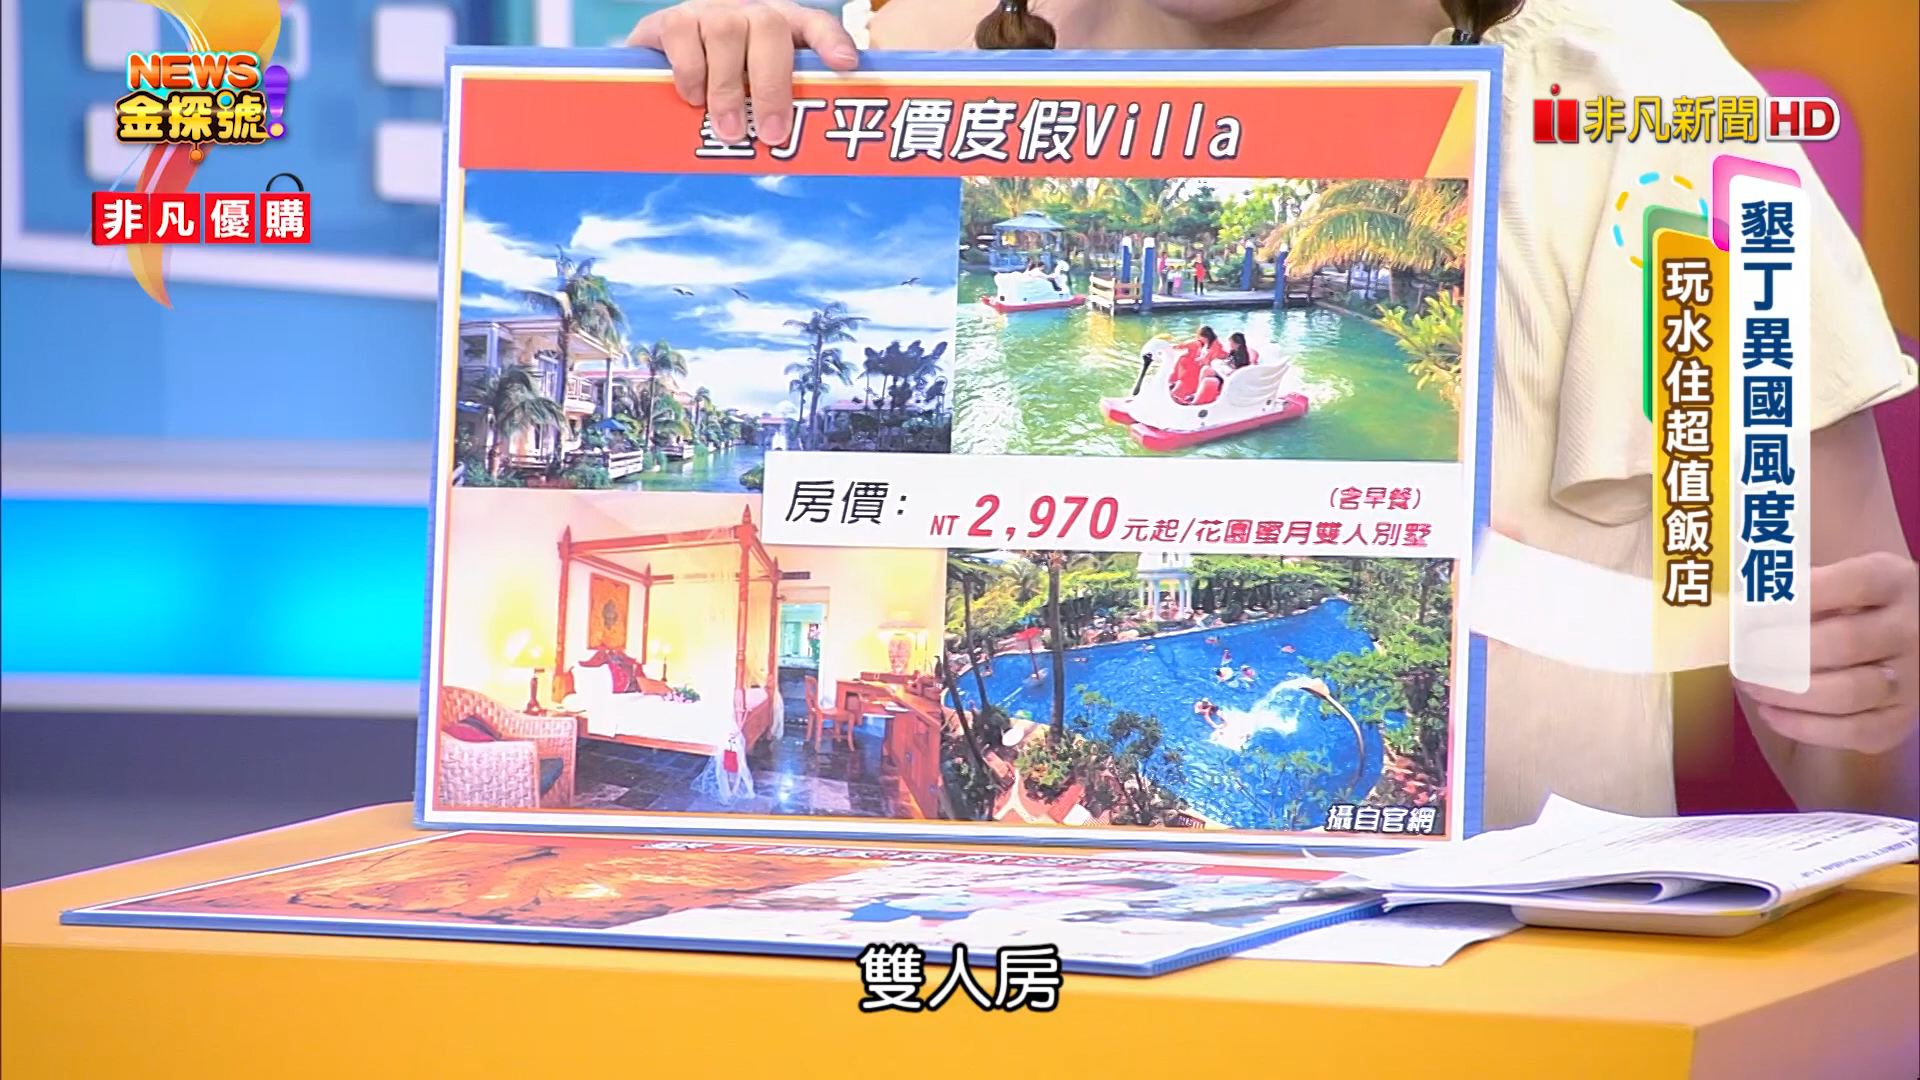 NEWS
金探號!
非凡優購
非凡新聞HD
墾丁異國風度假
玩水住超值飯店
墾丁平價度假Villa
房價:
(含早餐)
NT 2,970元起/花園蜜月雙人別墅
攝自官網
雙人房